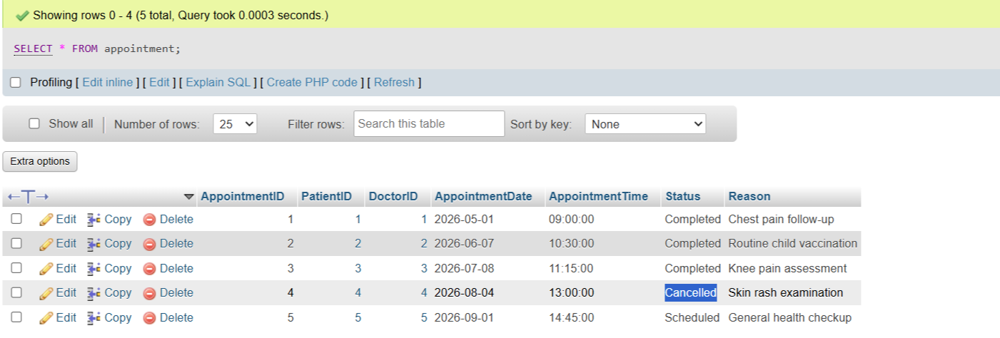 Showing rows 0 - 4 (5 total, Query took 0.0003 seconds.)
SELECT * FROM appointment;
Profiling [ Edit inline ] [ Edit ] [ Explain SQL ] [ Create PHP code ] [ Refresh ]
Show all Number of rows: 25 Filter rows: Search this table Sort by key: None
Extra options
←T→ AppointmentID PatientID DoctorID AppointmentDate AppointmentTime Status Reason
Edit Copy Delete 1 1 1 2026-05-01 09:00:00 Completed Chest pain follow-up
Edit Copy Delete 2 2 2 2026-06-07 10:30:00 Completed Routine child vaccination
Edit Copy Delete 3 3 3 2026-07-08 11:15:00 Completed Knee pain assessment
Edit Copy Delete 4 4 4 2026-08-04 13:00:00 Cancelled Skin rash examination
Edit Copy Delete 5 5 5 2026-09-01 14:45:00 Scheduled General health checkup